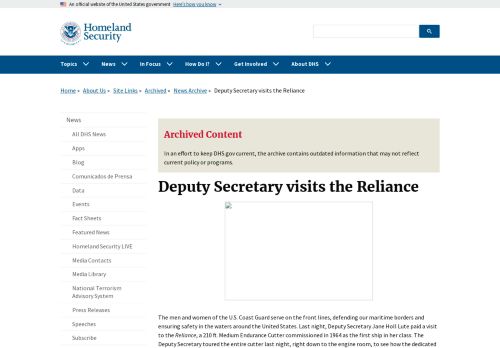 An official website of the United States government Here's how you know
Homeland
Security
Topics News In Focus How Do I? Get Involved About DHS
Home » About Us » Site Links » Archived » News Archive » Deputy Secretary visits the Reliance
News
All DHS News
Apps
Blog
Comunicados de Prensa
Data
Events
Fact Sheets
Featured News
Homeland Security LIVE
Media Contacts
Media Library
National Terrorism
Advisory System
Press Releases
Speeches
Subscribe
Archived Content
In an effort to keep DHS.gov current, the archive contains outdated information that may not reflect
current policy or programs.
Deputy Secretary visits the Reliance
The men and women of the U.S. Coast Guard serve on the front lines, defending our maritime borders and
ensuring safety in the waters around the United States. Last night, Deputy Secretary Jane Holl Lute paid a visit
to the Reliance, a 210 ft. Medium Endurance Cutter commissioned in 1964 as the first ship in her class. The
Deputy Secretary toured the entire cutter last night, right down to the engine room, to see how the dedicated